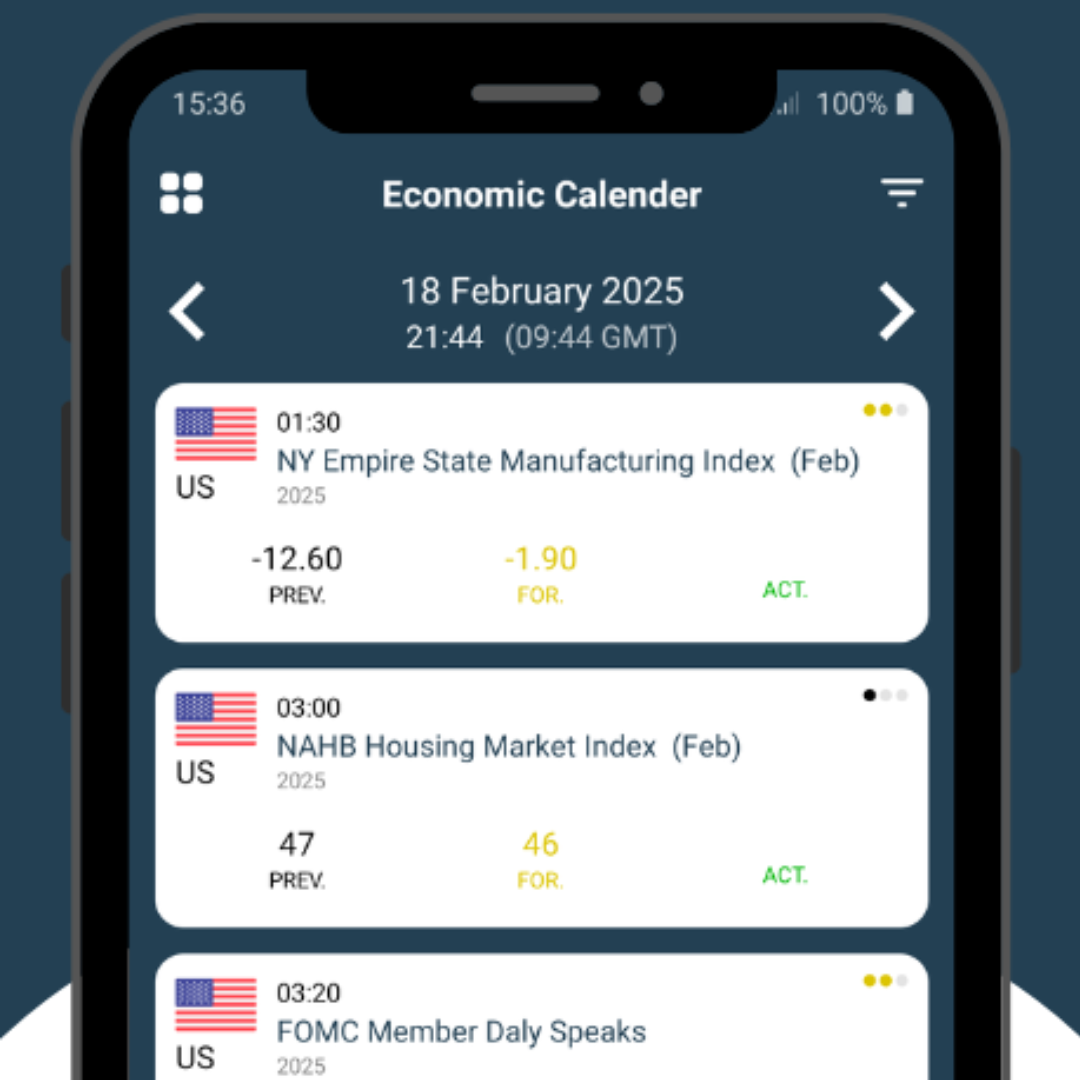 15:36
100%
Economic Calender
18 February 2025
21:44 (09:44 GMT)
01:30
NY Empire State Manufacturing Index (Feb)
US
2025
-12.60
-1.90
PREV.
FOR.
ACT.
03:00
NAHB Housing Market Index (Feb)
US
2025
47
46
PREV.
FOR.
ACT.
03:20
FOMC Member Daly Speaks
US
2025